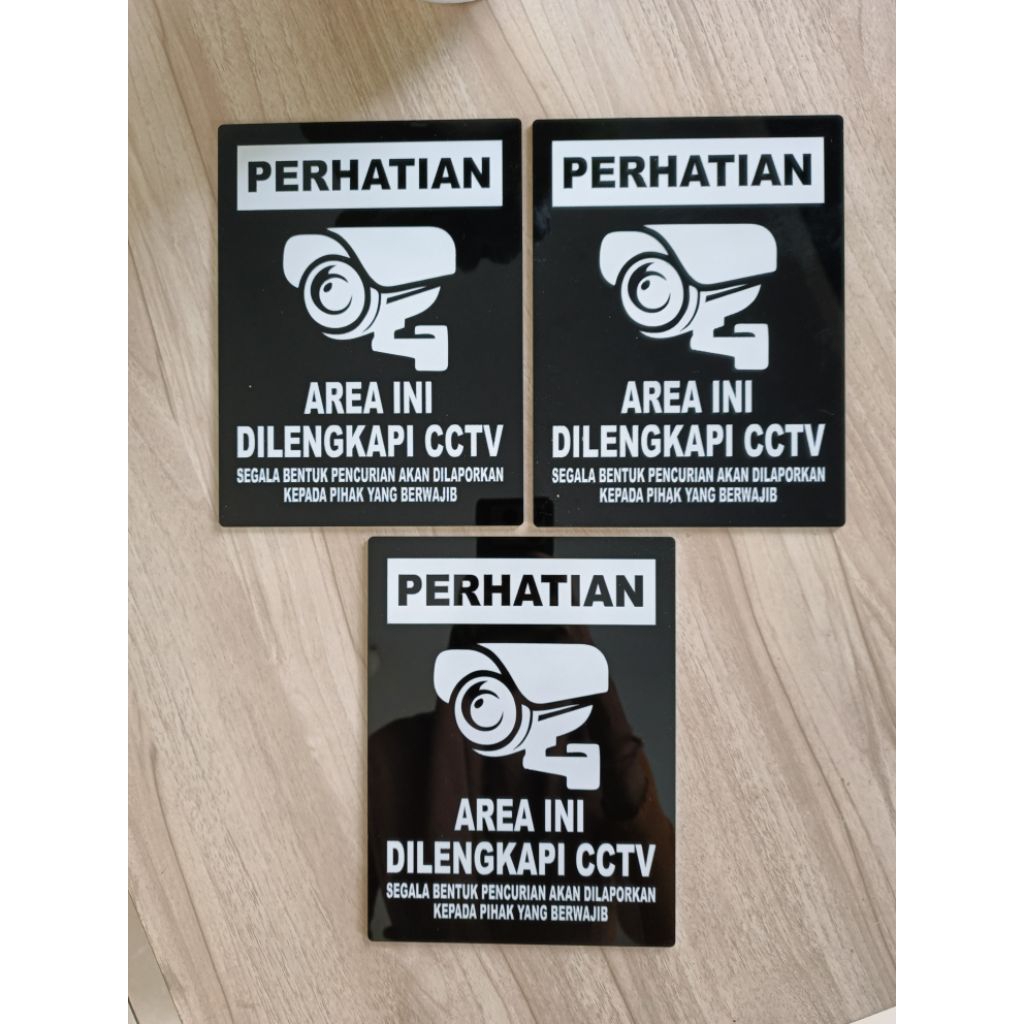 PERHATIAN
AREA INI
DILENGKAPI CCTV
SEGALA BENTUK PENCURIAN AKAN DILAPORKAN
KEPADA PIHAK YANG BERWAJIB
PERHATIAN
AREA INI
DILENGKAPI CCTV
SEGALA BENTUK PENCURIAN AKAN DILAPORKAN
KEPADA PIHAK YANG BERWAJIB
PERHATIAN
AREA INI
DILENGKAPI CCTV
SEGALA BENTUK PENCURIAN AKAN DILAPORKAN
KEPADA PIHAK YANG BERWAJIB